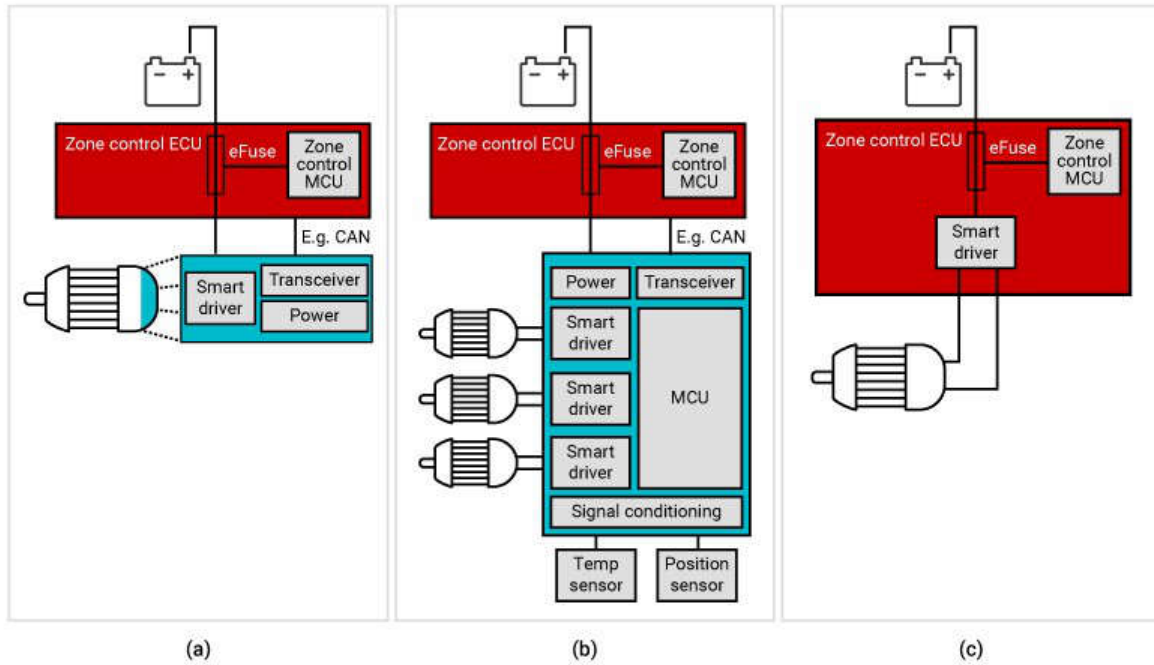 − +
Zone control ECU
eFuse
Zone
control
MCU
E.g. CAN
Smart
driver
Transceiver
Power
(a)
− +
Zone control ECU
eFuse
Zone
control
MCU
E.g. CAN
Power
Transceiver
Smart
driver
Smart
driver
Smart
driver
MCU
Signal conditioning
Temp
sensor
Position
sensor
(b)
− +
Zone control ECU
eFuse
Zone
control
MCU
Smart
driver
(c)